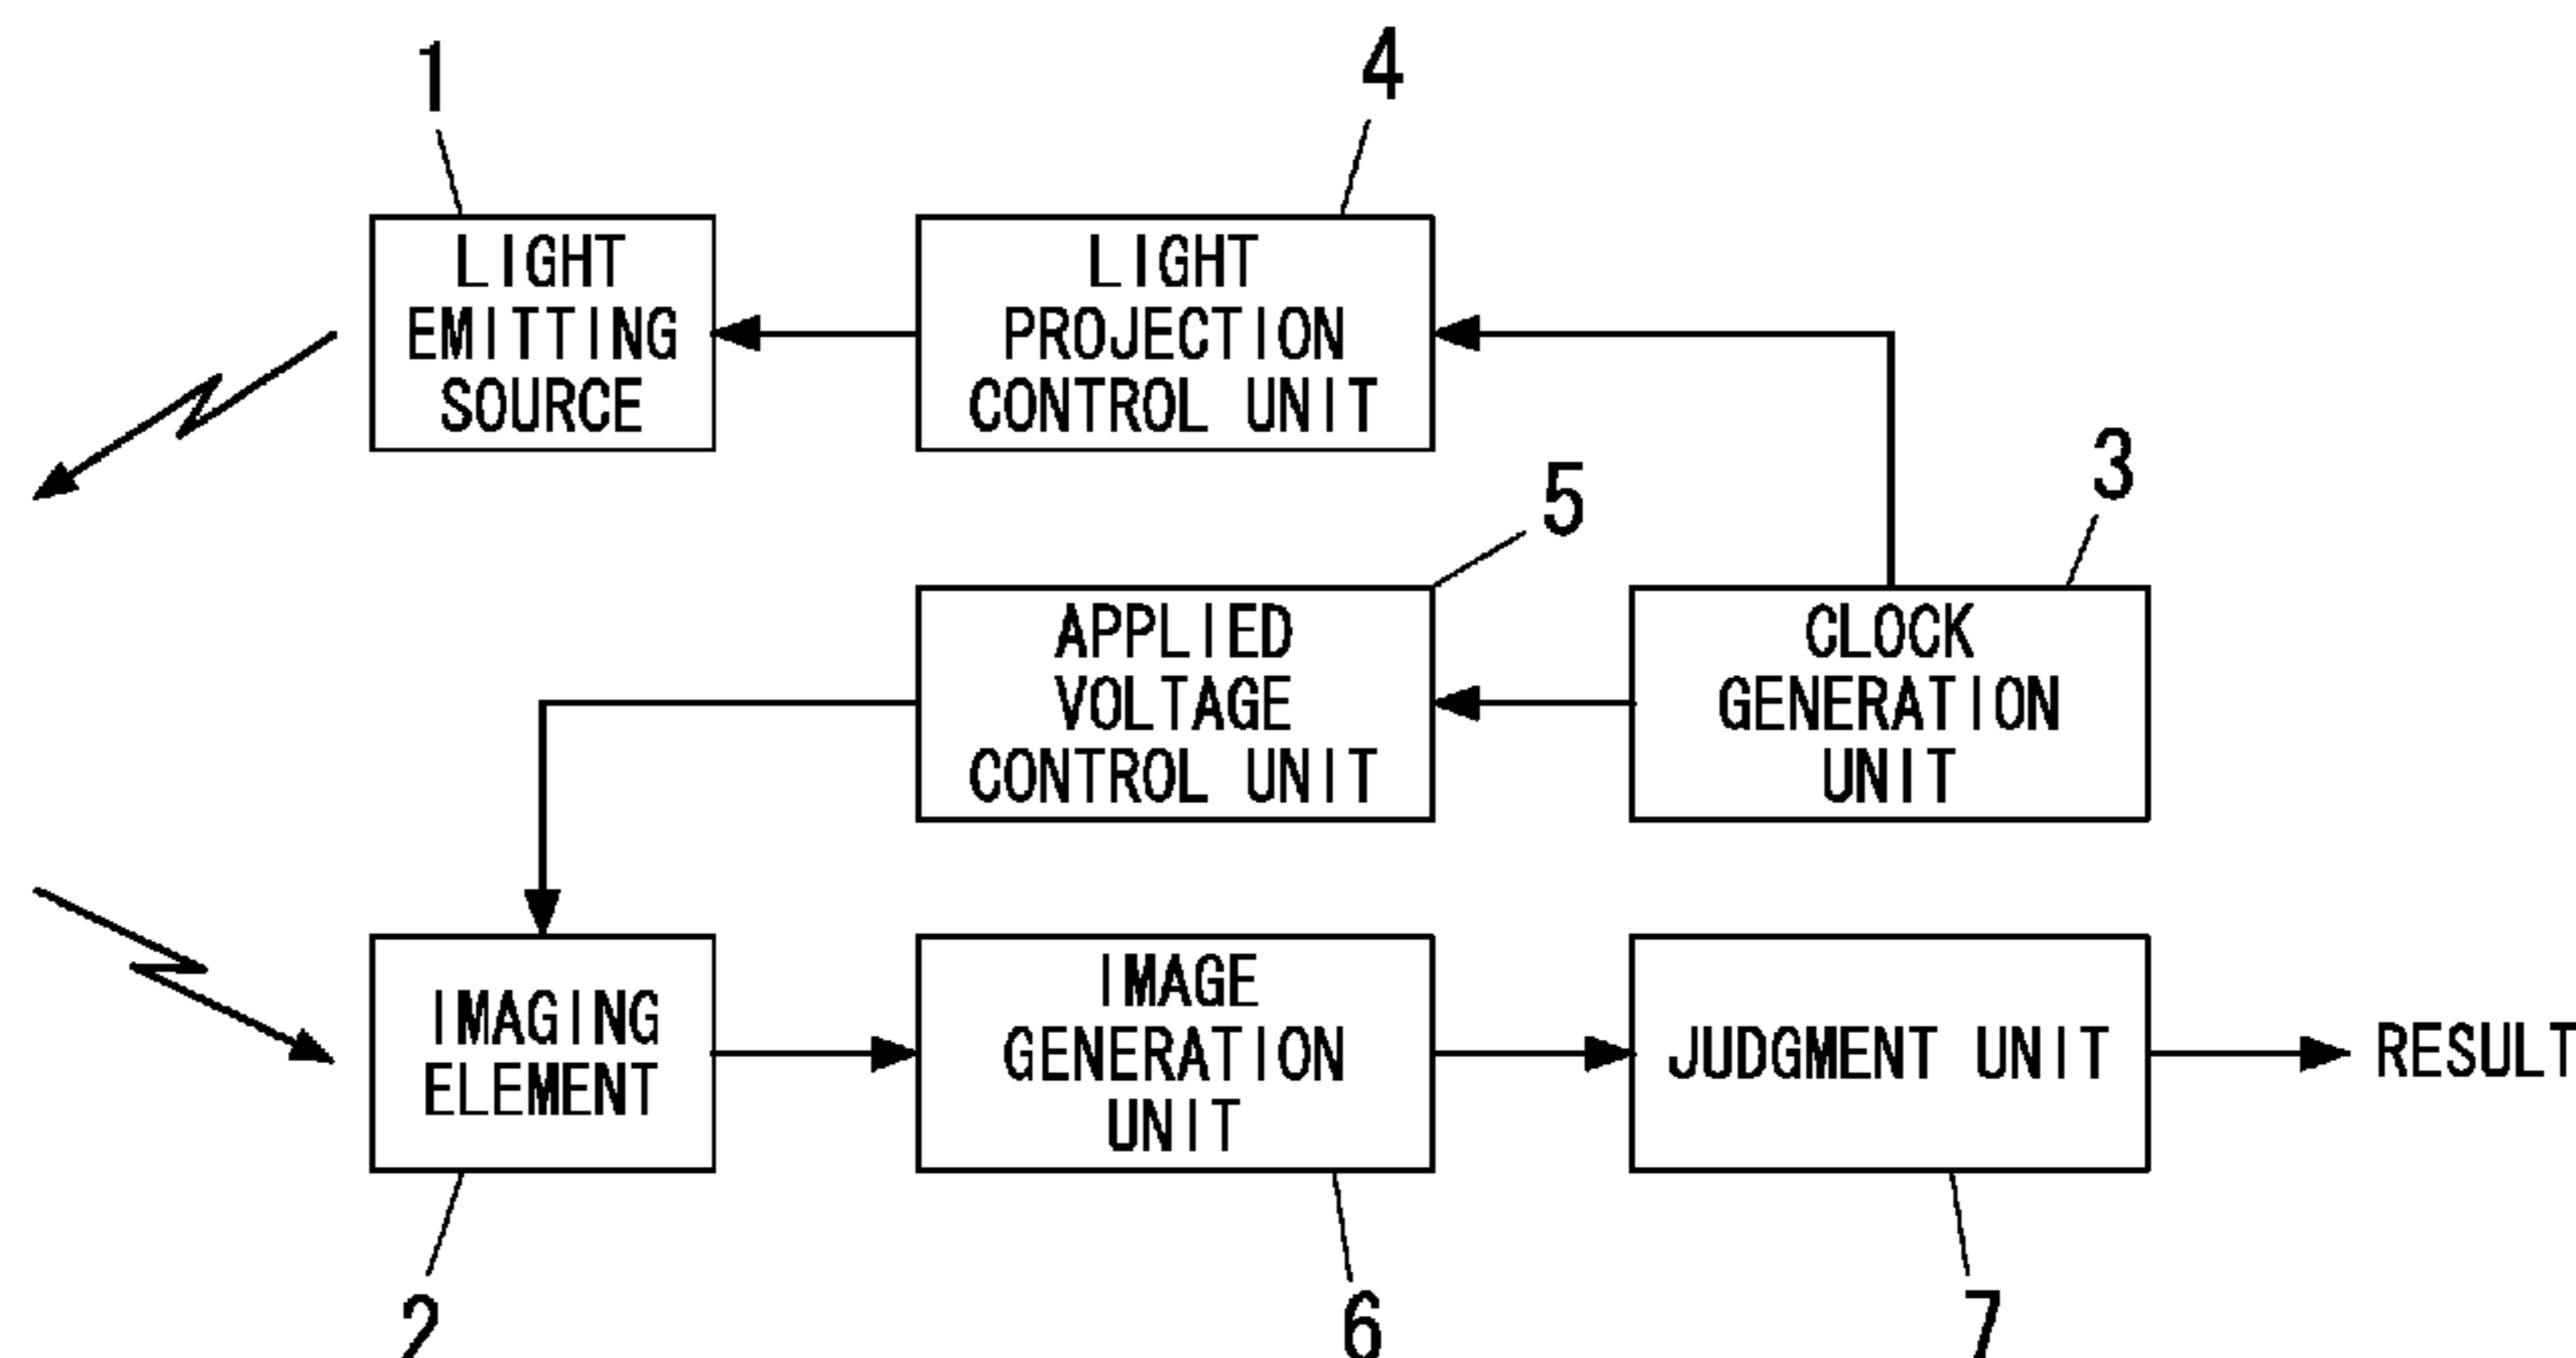 1
4
LIGHT
EMITTING
SOURCE
LIGHT
PROJECTION
CONTROL UNIT
5
3
APPLIED
VOLTAGE
CONTROL UNIT
CLOCK
GENERATION
UNIT
IMAGING
ELEMENT
IMAGE
GENERATION
UNIT
JUDGMENT UNIT
RESULT
2
6
7